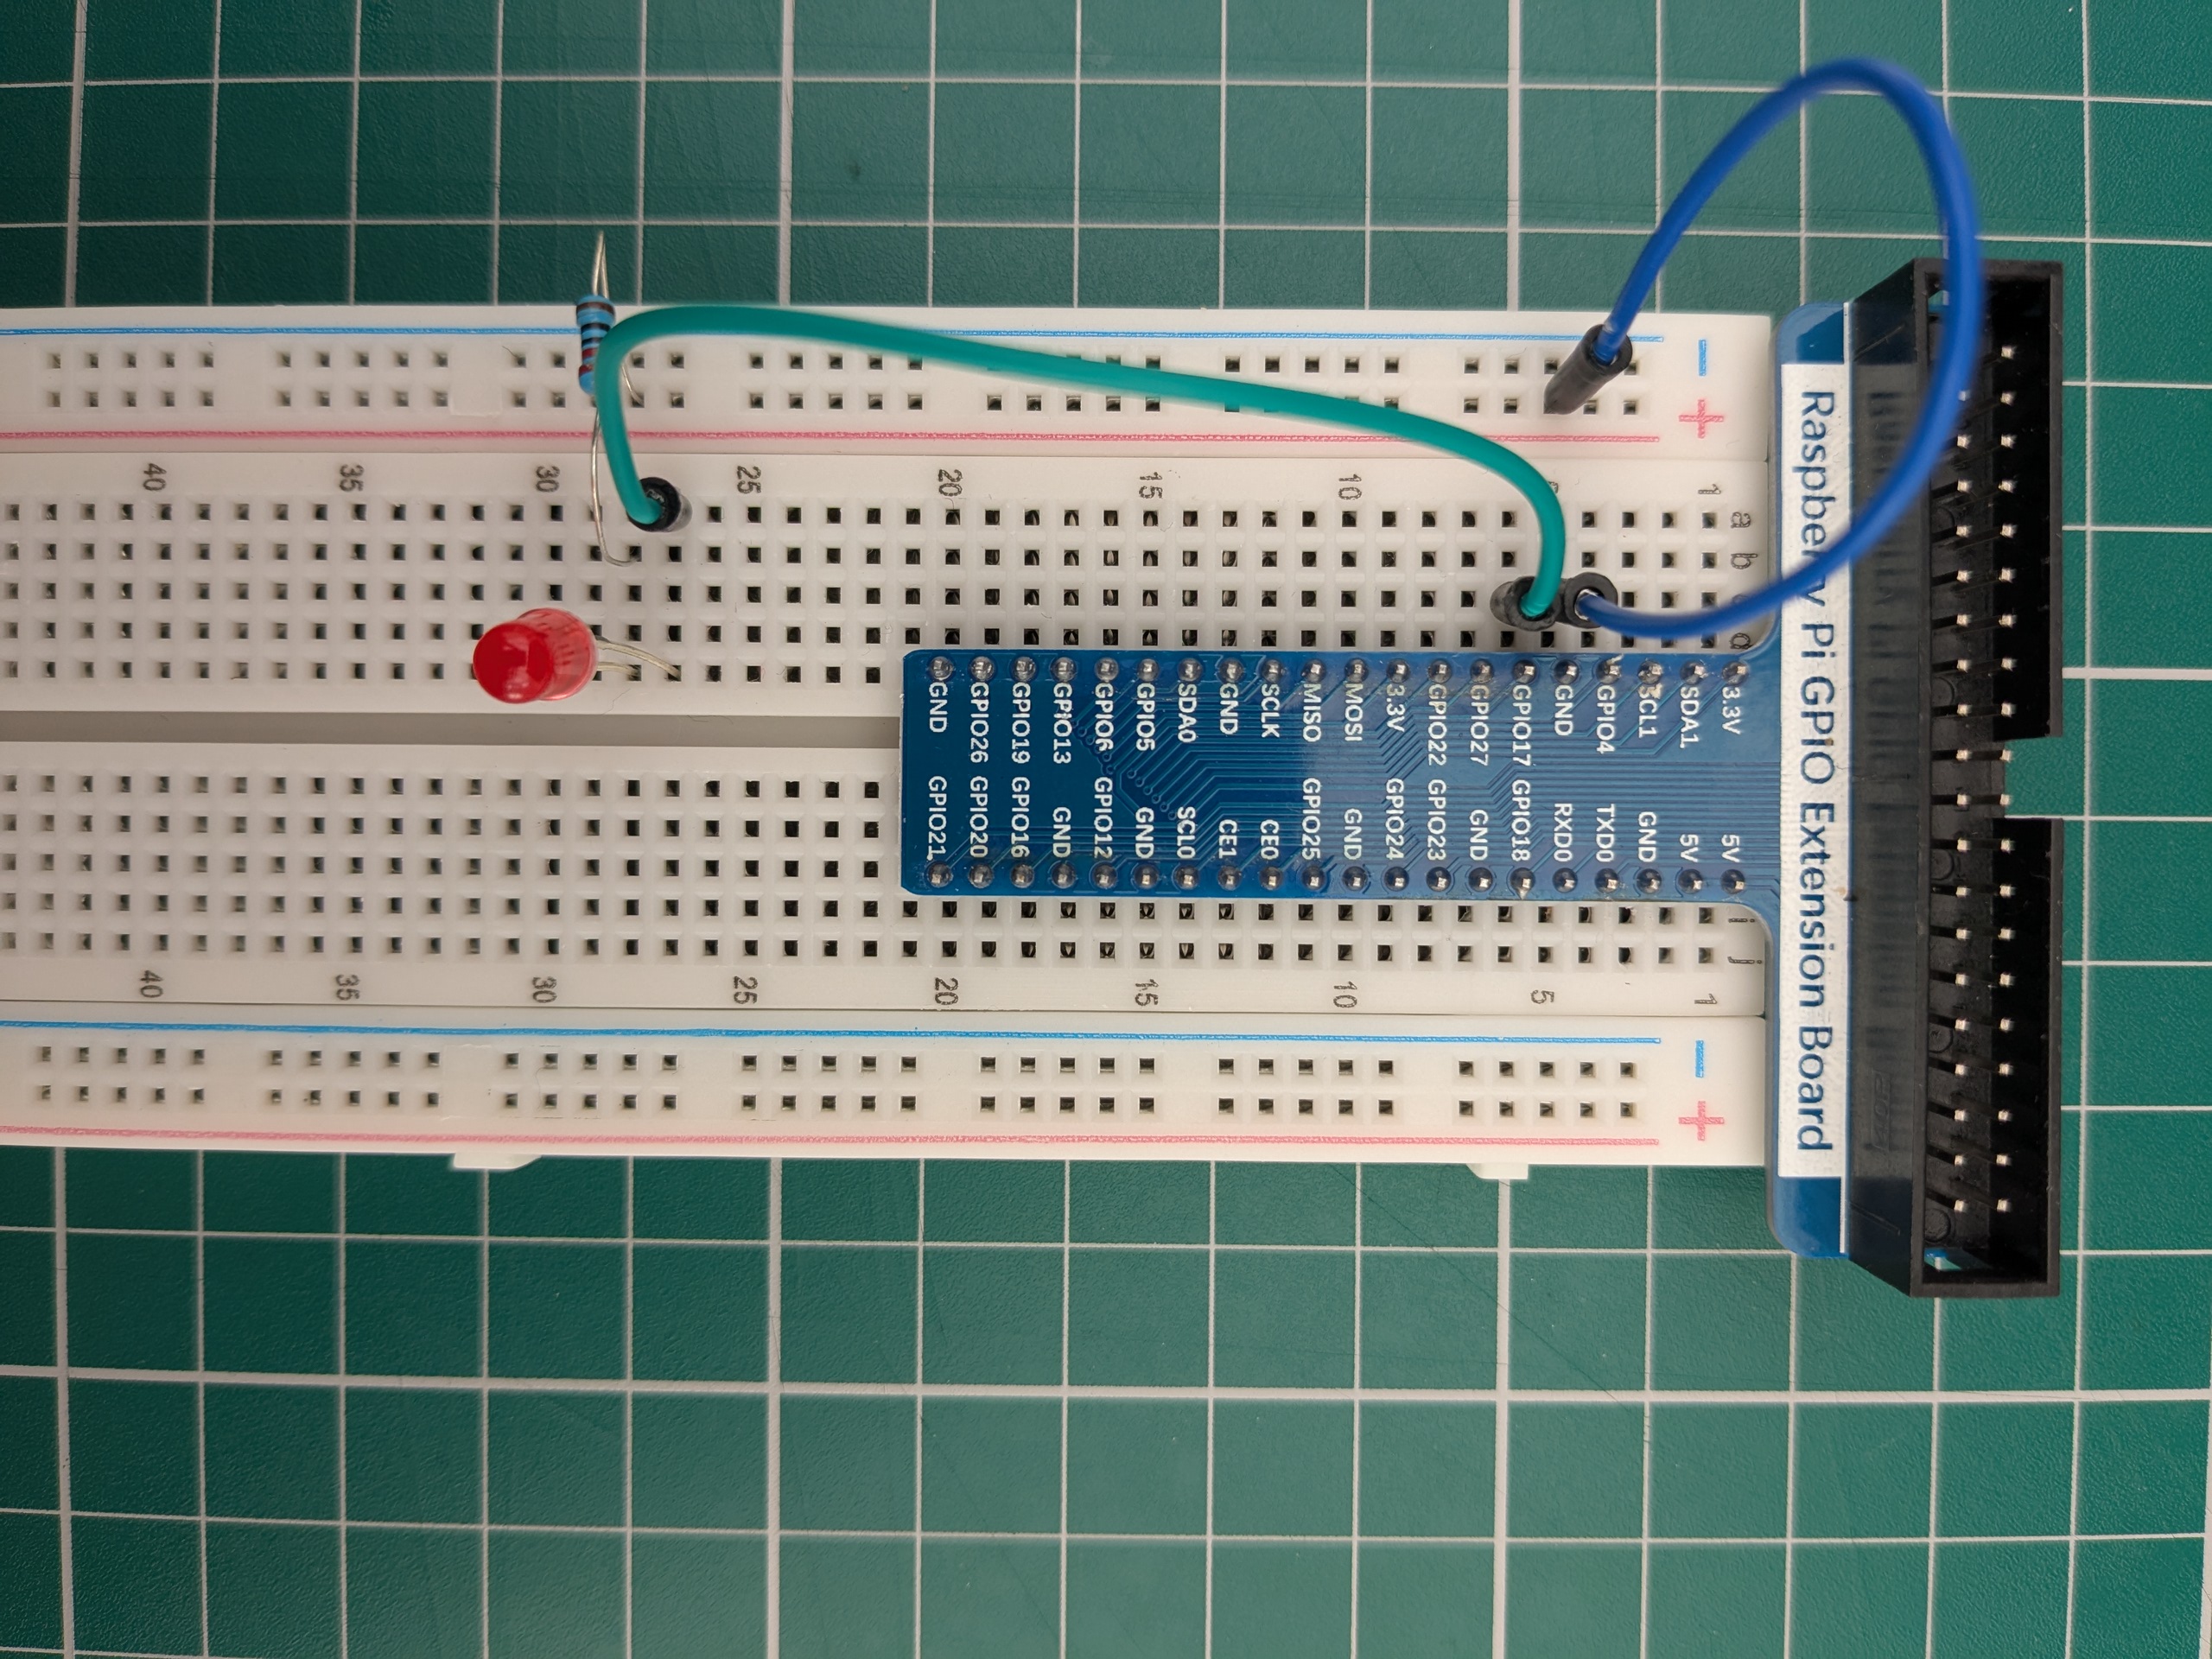 −
+
40 35 30 25 20 15 10 1
a
b
d
GND GPIO26 GPIO19 GPIO13 GPIO6 GPIO5 SDA0 GND SCLK MISO MOSI 3.3V GPIO22 GPIO27 GPIO17 GND GPIO4 SCL1 SDA1 3.3V
GPIO21 GPIO20 GPIO16 GND GPIO12 GND SCL0 CE1 CE0 GPIO25 GND GPIO24 GPIO23 GND GPIO18 RXD0 TXD0 GND 5V 5V
i
j
40 35 30 25 20 15 10 5 1
−
+
Raspberry Pi GPIO Extension Board